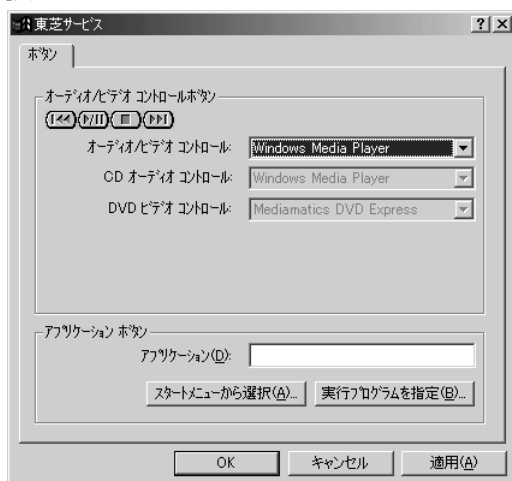 東芝サービス
ボタン
オーディオ/ビデオ コントロールボタン
オーディオ/ビデオ コントロール: Windows Media Player
CD オーディオ コントロール: Windows Media Player
DVD ビデオ コントロール: Mediamatics DVD Express
アプリケーション ボタン
アプリケーション(D):
スタートメニューから選択(A)... 実行プログラムを指定(B)...
OK キャンセル 適用(A)